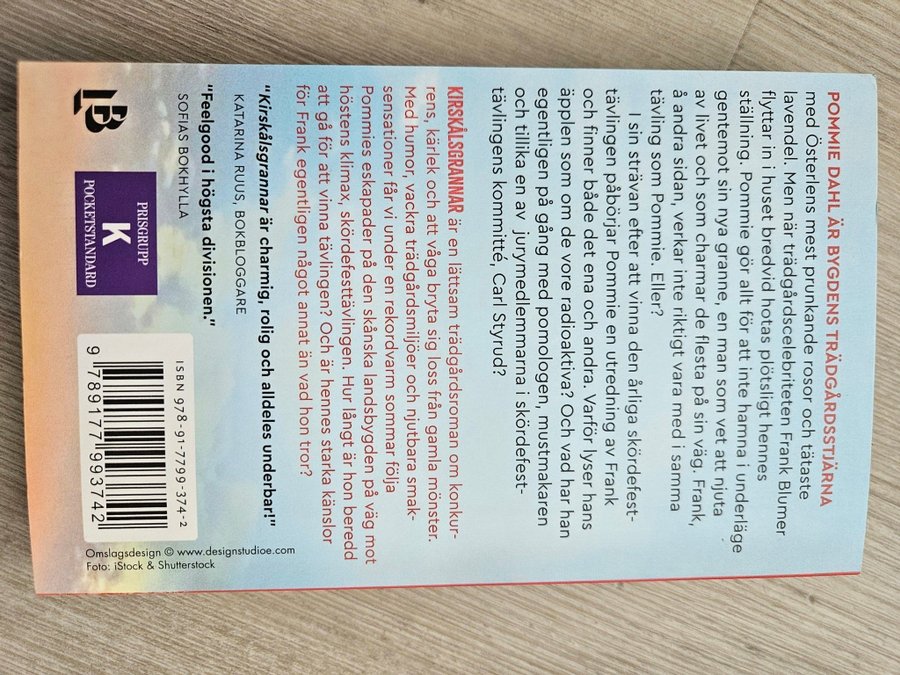 POMMIE DAHL ÄR BYGDENS TRÄDGÅRDSSTJÄRNA
med Österlens mest prunkande rosor och tätaste
lavendel. Men när trädgårdscelebriteten Frank Blumer
flyttar in i huset bredvid hotas plötsligt hennes
ställning. Pommie gör allt för att inte hamna i underläge
gentemot sin nya granne, en man som vet att njuta
av livet och som charmar de flesta på sin väg. Frank,
å andra sidan, verkar inte riktigt vara med i samma
tävling som Pommie. Eller?
I sin strävan efter att vinna den årliga skördefest-
tävlingen påbörjar Pommie en utredning av Frank
och finner både det ena och andra. Varför lyser hans
äpplen som om de vore radioaktiva? Och vad har han
egentligen på gång med pomologen, mustmakaren
och tillika en av jurymedlemmarna i skördefest-
tävlingens kommitté, Carl Styrud?
KIRSKÅLSGRANNAR är en lättsam trädgårdsroman om konkur-
rens, kärlek och att våga bryta sig loss från gamla mönster.
Med humor, vackra trädgårdsmiljöer och njutbara smak-
sensationer får vi under en rekordvarm sommar följa
Pommies eskapader på den skånska landsbygden på väg mot
höstens klimax, skördefesttävlingen. Hur långt är hon beredd
att gå för att vinna tävlingen? Och är hennes starka känslor
för Frank egentligen något annat än vad hon tror?
"Kirskålsgrannar är charmig, rolig och alldeles underbar!"
KATARINA RUUS, BOKBLOGGARE
"Feelgood i högsta divisionen."
SOFIAS BOKHYLLA
LB
PRISGRUPP
K
POCKETSTANDARD
ISBN 978-91-7799-374-2
9 789177 993742
Omslagsdesign © www.designstudioe.com
Foto: iStock & Shutterstock